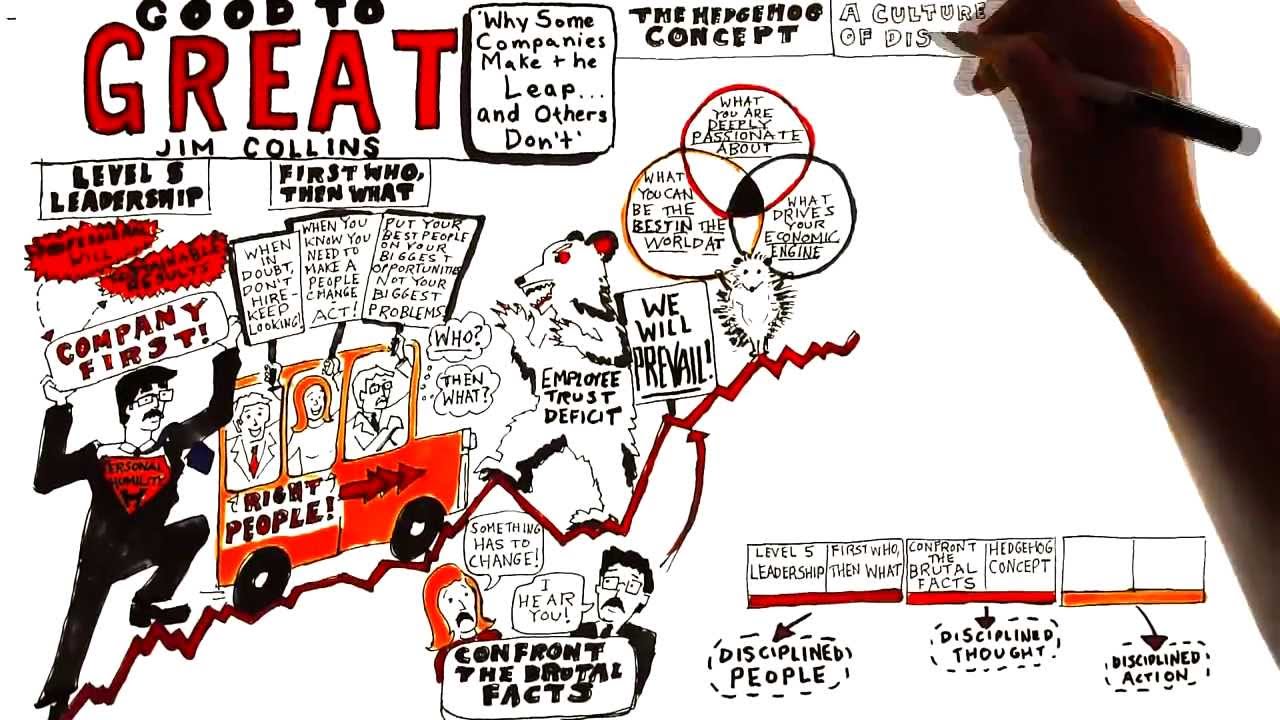 GOOD TO
GREAT
JIM COLLINS
'Why Some
Companies
Make the
Leap...
and Others
Don't'
THE HEDGEHOG
CONCEPT
A CULTURE
OF DIS
LEVEL 5
LEADERSHIP
FIRST WHO,
THEN WHAT
WILL
SUSTAINABLE
RESULTS
COMPANY
FIRST!
PERSONAL
HUMILITY
WHEN
IN
DOUBT,
DON'T
HIRE-
KEEP
LOOKING!
WHEN YOU
KNOW YOU
NEED TO
MAKE A
PEOPLE
CHANGE
ACT!
PUT YOUR
BEST PEOPLE
ON YOUR
BIGGEST
OPPORTUNITIES
NOT YOUR
BIGGEST
PROBLEMS
WHO?
THEN
WHAT?
RIGHT
PEOPLE!
EMPLOYEE
TRUST
DEFICIT
WE
WILL
PREVAIL!
WHAT
YOU ARE
DEEPLY
PASSIONATE
ABOUT
WHAT
YOU CAN
BE THE
BEST IN THE
WORLD AT
WHAT
DRIVES
YOUR
ECONOMIC
ENGINE
SOMETHING
HAS TO
CHANGE!
I
HEAR
YOU!
CONFRONT
THE BRUTAL
FACTS
LEVEL 5
LEADERSHIP
FIRST WHO,
THEN WHAT
CONFRONT
THE
BRUTAL
FACTS
HEDGEHOG
CONCEPT
DISCIPLINED
PEOPLE
DISCIPLINED
THOUGHT
DISCIPLINED
ACTION